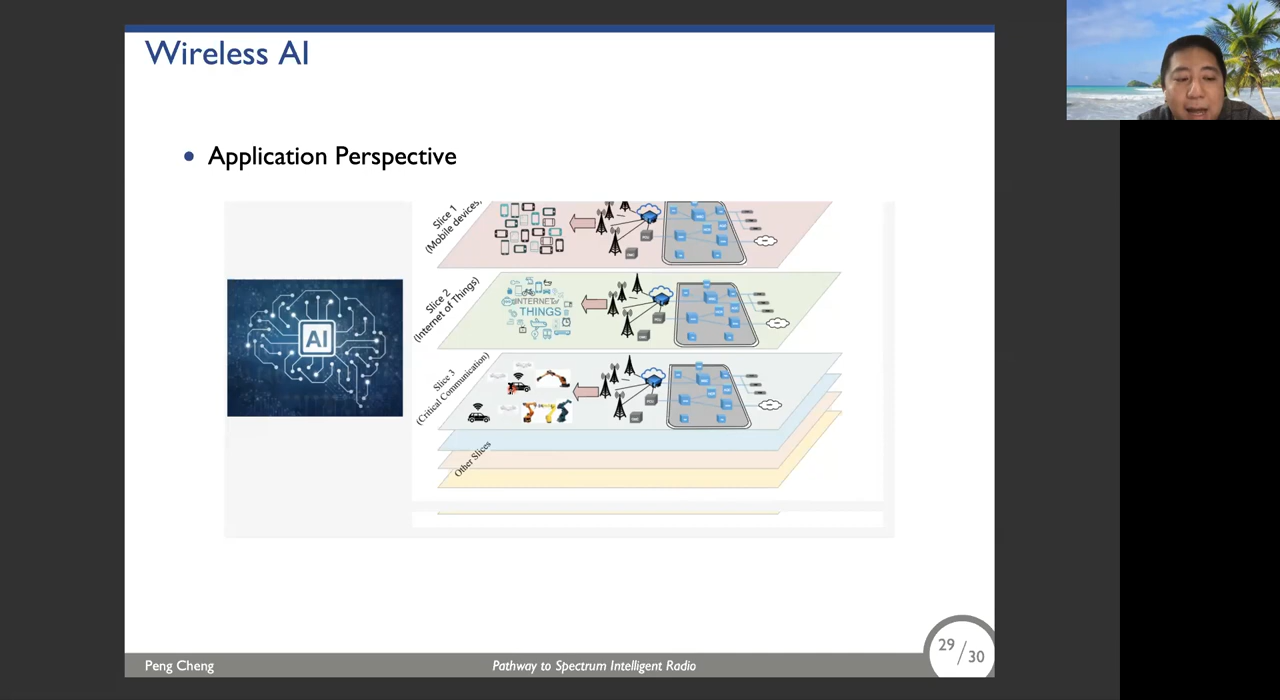 Wireless AI
• Application Perspective
Slice 1
(Mobile devices,
AI
Slice 2
(Internet of Things)
INTERNET
THINGS
Slice 3
(Critical Communication)
Other Slices
Peng Cheng
Pathway to Spectrum Intelligent Radio
29/30